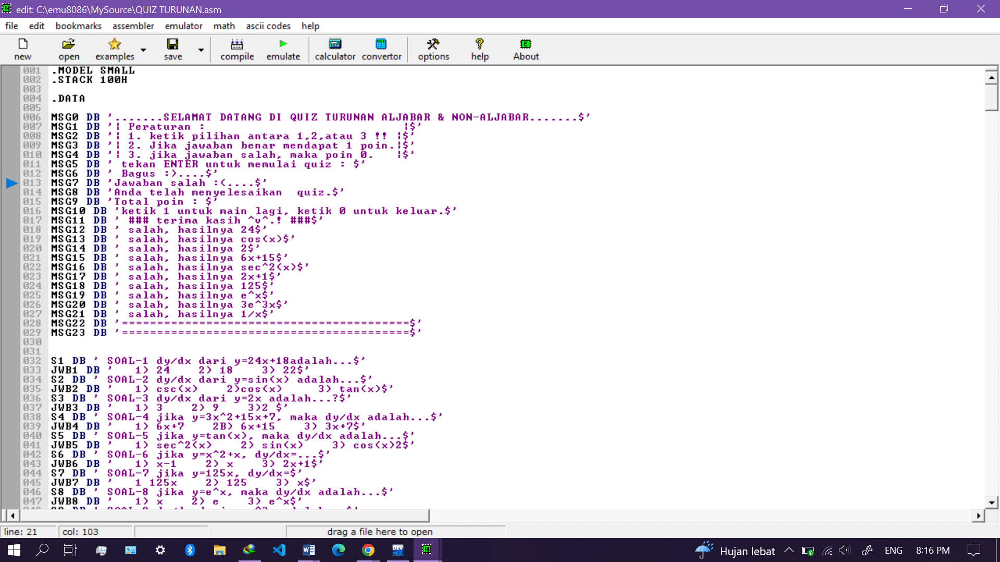 edit: C:\emu8086\MySource\QUIZ TURUNAN.asm
file edit bookmarks assembler emulator math ascii codes help
new open examples save compile emulate calculator convertor options help About
001 .MODEL SMALL
002 .STACK 100H
003
004 .DATA
005
006 MSG0 DB '.......SELAMAT DATANG DI QUIZ TURUNAN ALJABAR & NON-ALJABAR.......$'
007 MSG1 DB '¦ Peraturan :                            ¦$'
008 MSG2 DB '¦ 1. ketik pilihan antara 1,2,atau 3 !! ¦$'
009 MSG3 DB '¦ 2. Jika jawaban benar mendapat 1 poin.¦$'
010 MSG4 DB '¦ 3. jika jawaban salah, maka poin 0.   ¦$'
011 MSG5 DB ' tekan ENTER untuk memulai quiz : $'
012 MSG6 DB ' Bagus :)....$'
013 MSG7 DB 'Jawaban salah :(....$'
014 MSG8 DB 'Anda telah menyelesaikan  quiz.$'
015 MSG9 DB 'Total poin : $'
016 MSG10 DB 'ketik 1 untuk main lagi, ketik 0 untuk keluar.$'
017 MSG11 DB ' ### terima kasih ^v^.! ###$'
018 MSG12 DB ' salah, hasilnya 24$'
019 MSG13 DB ' salah, hasilnya cos(x)$'
020 MSG14 DB ' salah, hasilnya 2$'
021 MSG15 DB ' salah, hasilnya 6x+15$'
022 MSG16 DB ' salah, hasilnya sec^2(x)$'
023 MSG17 DB ' salah, hasilnya 2x+1$'
024 MSG18 DB ' salah, hasilnya 125$'
025 MSG19 DB ' salah, hasilnya e^x$'
026 MSG20 DB ' salah, hasilnya 3e^3x$'
027 MSG21 DB ' salah, hasilnya 1/x$'
028 MSG22 DB '=========================================$'
029 MSG23 DB '=========================================$'
030
031
032 S1 DB ' SOAL-1 dy/dx dari y=24x+18adalah...$'
033 JWB1 DB '   1) 24    2) 18    3) 22$'
034 S2 DB ' SOAL-2 dy/dx dari y=sin(x) adalah...$'
035 JWB2 DB '   1) csc(x)    2)cos(x)     3) tan(x)$'
036 S3 DB ' SOAL-3 dy/dx dari y=2x adalah...?$'
037 JWB3 DB '   1) 3    2) 9    3)2 $'
038 S4 DB ' SOAL-4 jika y=3x^2+15x+7, maka dy/dx adalah...$'
039 JWB4 DB '   1) 6x+7    2B) 6x+15    3) 3x+7$'
040 S5 DB ' SOAL-5 jika y=tan(x), maka dy/dx adalah...$'
041 JWB5 DB '   1) sec^2(x)    2) sin(x)    3) cos(x)2$'
042 S6 DB ' SOAL-6 jika y=x^2+x, dy/dx=...$'
043 JWB6 DB '   1) x-1    2) x    3) 2x+1$'
044 S7 DB ' SOAL-7 jika y=125x, dy/dx=$'
045 JWB7 DB '   1 125x    2) 125    3) x$'
046 S8 DB ' SOAL-8 jika y=e^x, maka dy/dx adalah...$'
047 JWB8 DB '   1) x    2) e    3) e^x$'
line: 21 col: 103 drag a file here to open
Hujan lebat ENG 8:16 PM